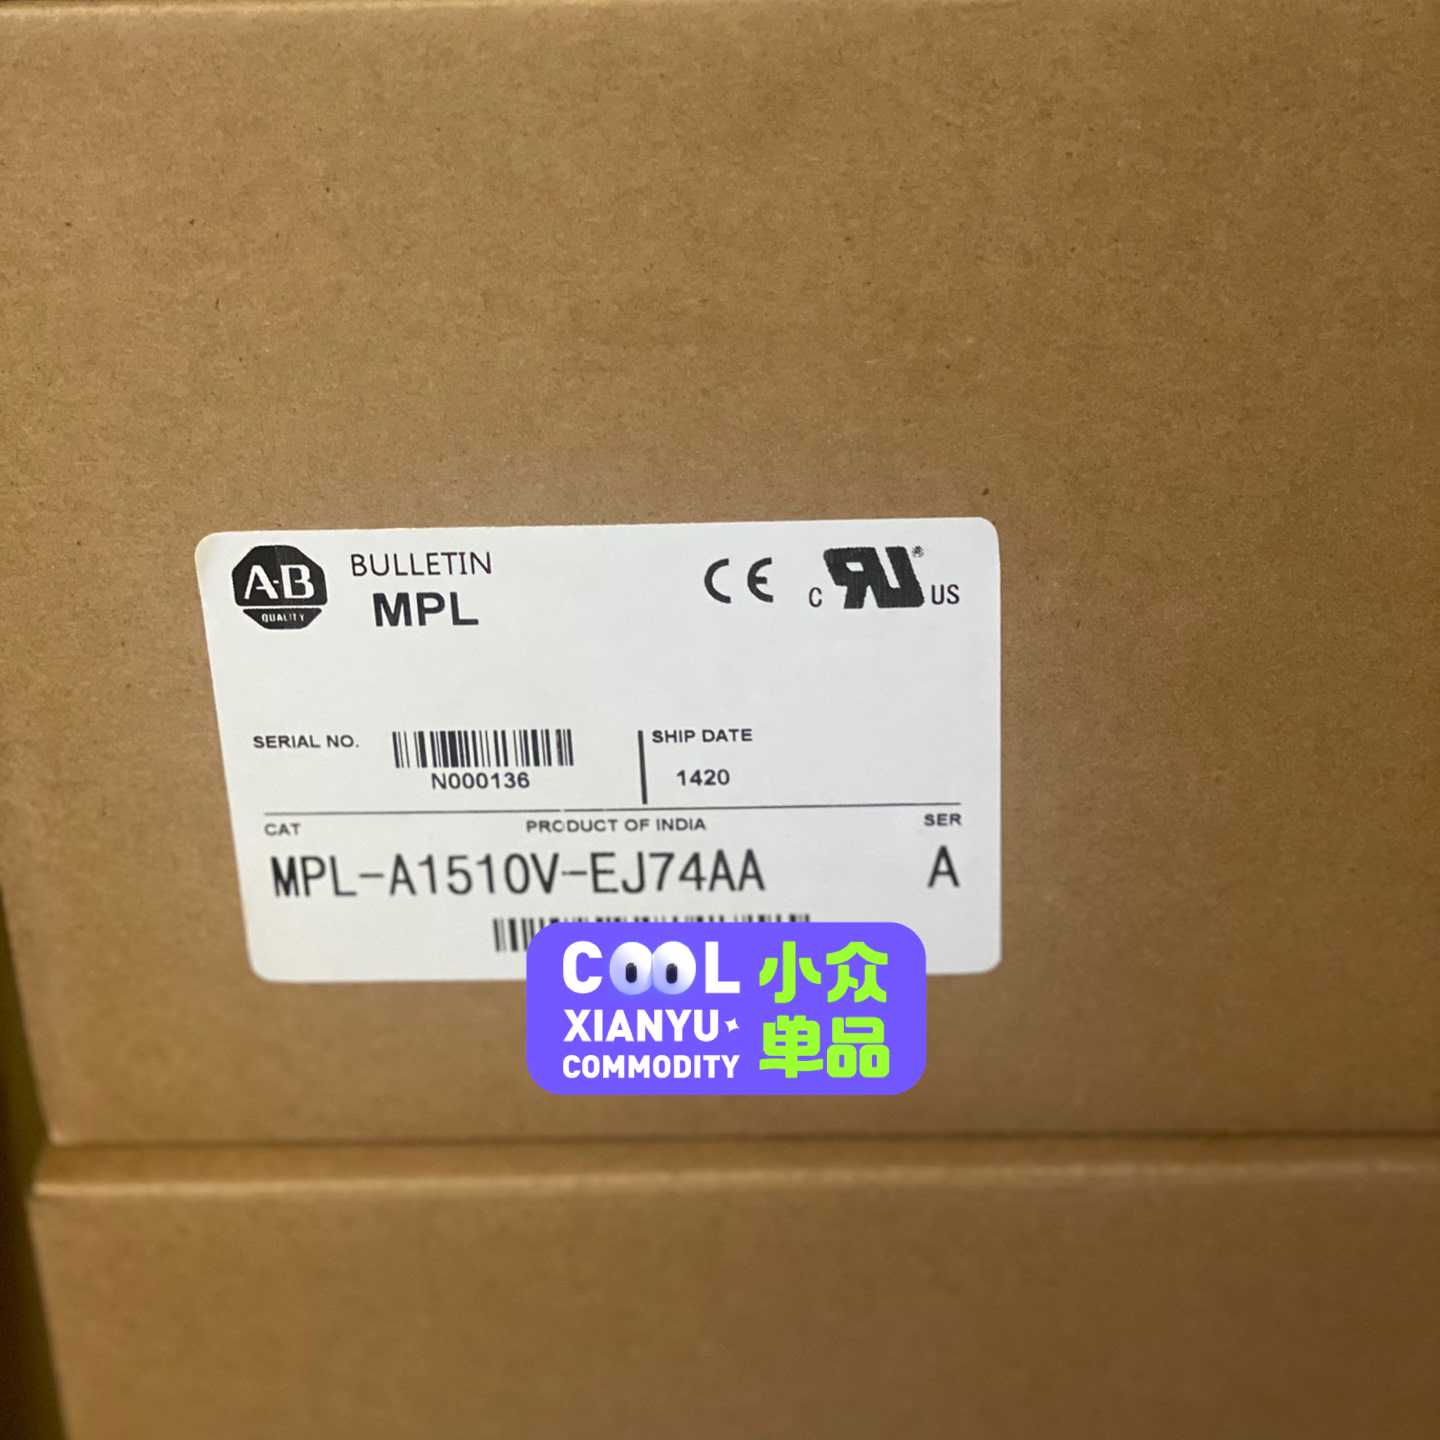 A-B
QUALITY
BULLETIN
MPL
CE
C RU® US
SERIAL NO.
N000136
SHIP DATE
1420
CAT
PRODUCT OF INDIA
SER
MPL-A1510V-EJ74AA
A
COOL
XIANYU
COMMODITY
小众
单品